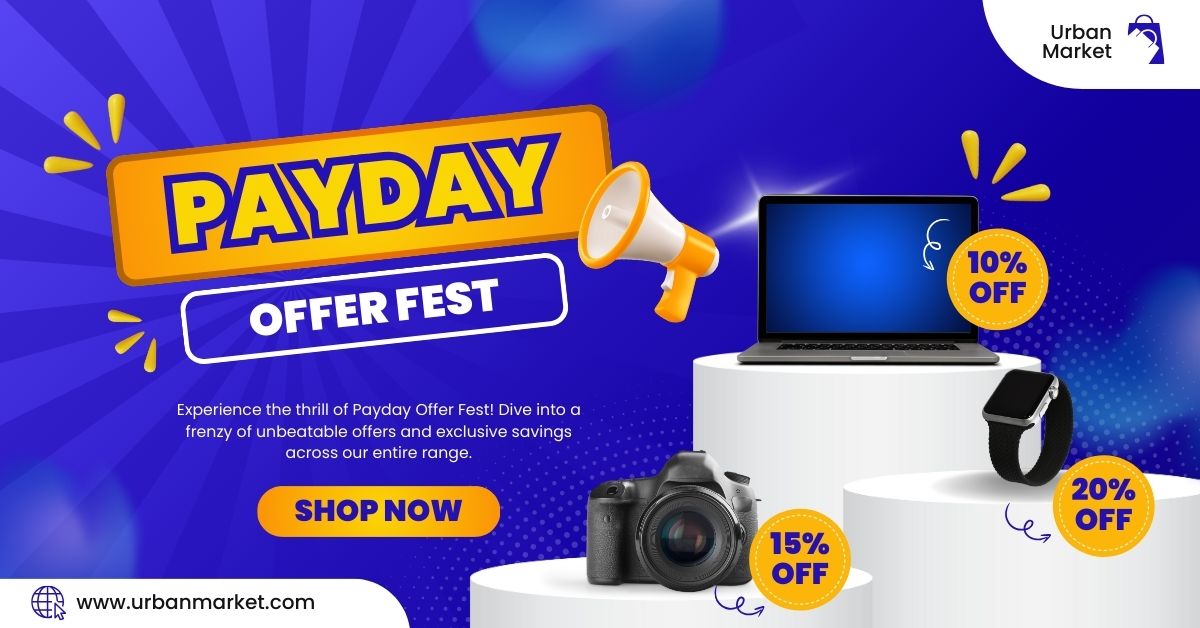 Urban
Market
PAYDAY
OFFER FEST
Experience the thrill of Payday Offer Fest! Dive into a
frenzy of unbeatable offers and exclusive savings
across our entire range.
SHOP NOW
10%
OFF
20%
OFF
15%
OFF
www.urbanmarket.com